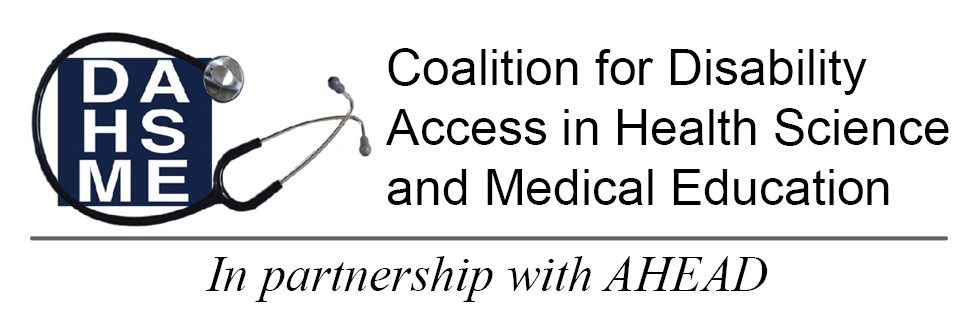 DA
HS
ME
Coalition for Disability
Access in Health Science
and Medical Education
In partnership with AHEAD